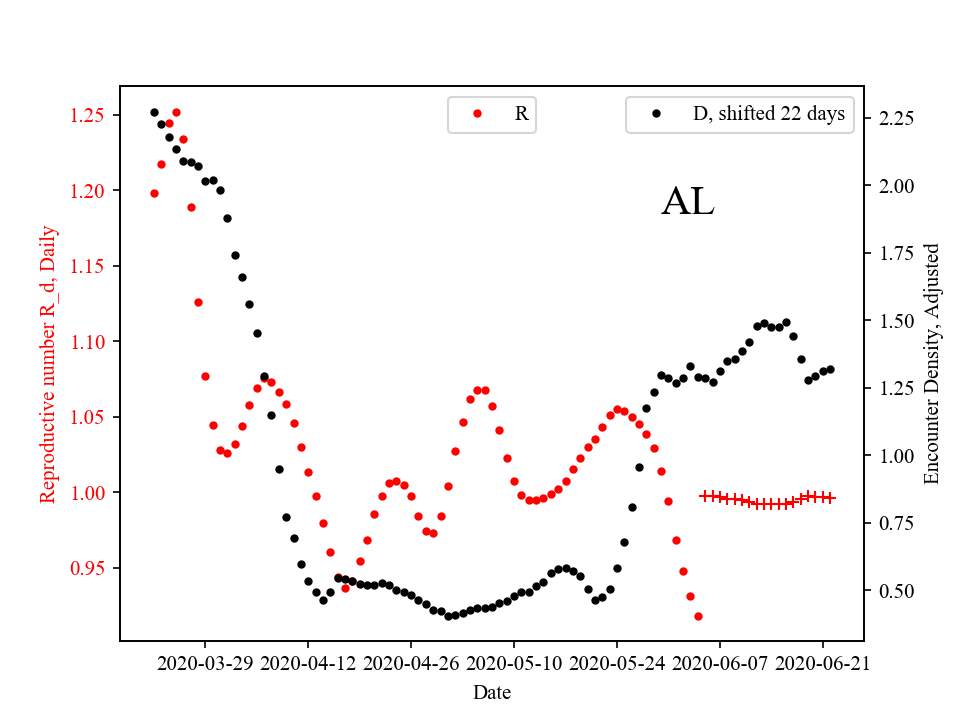 R
D, shifted 22 days
AL
1.25
1.20
1.15
1.10
1.05
1.00
0.95
Reproductive number R_d, Daily
2.25
2.00
1.75
1.50
1.25
1.00
0.75
0.50
Encounter Density, Adjusted
2020-03-29 2020-04-12 2020-04-26 2020-05-10 2020-05-24 2020-06-07 2020-06-21
Date